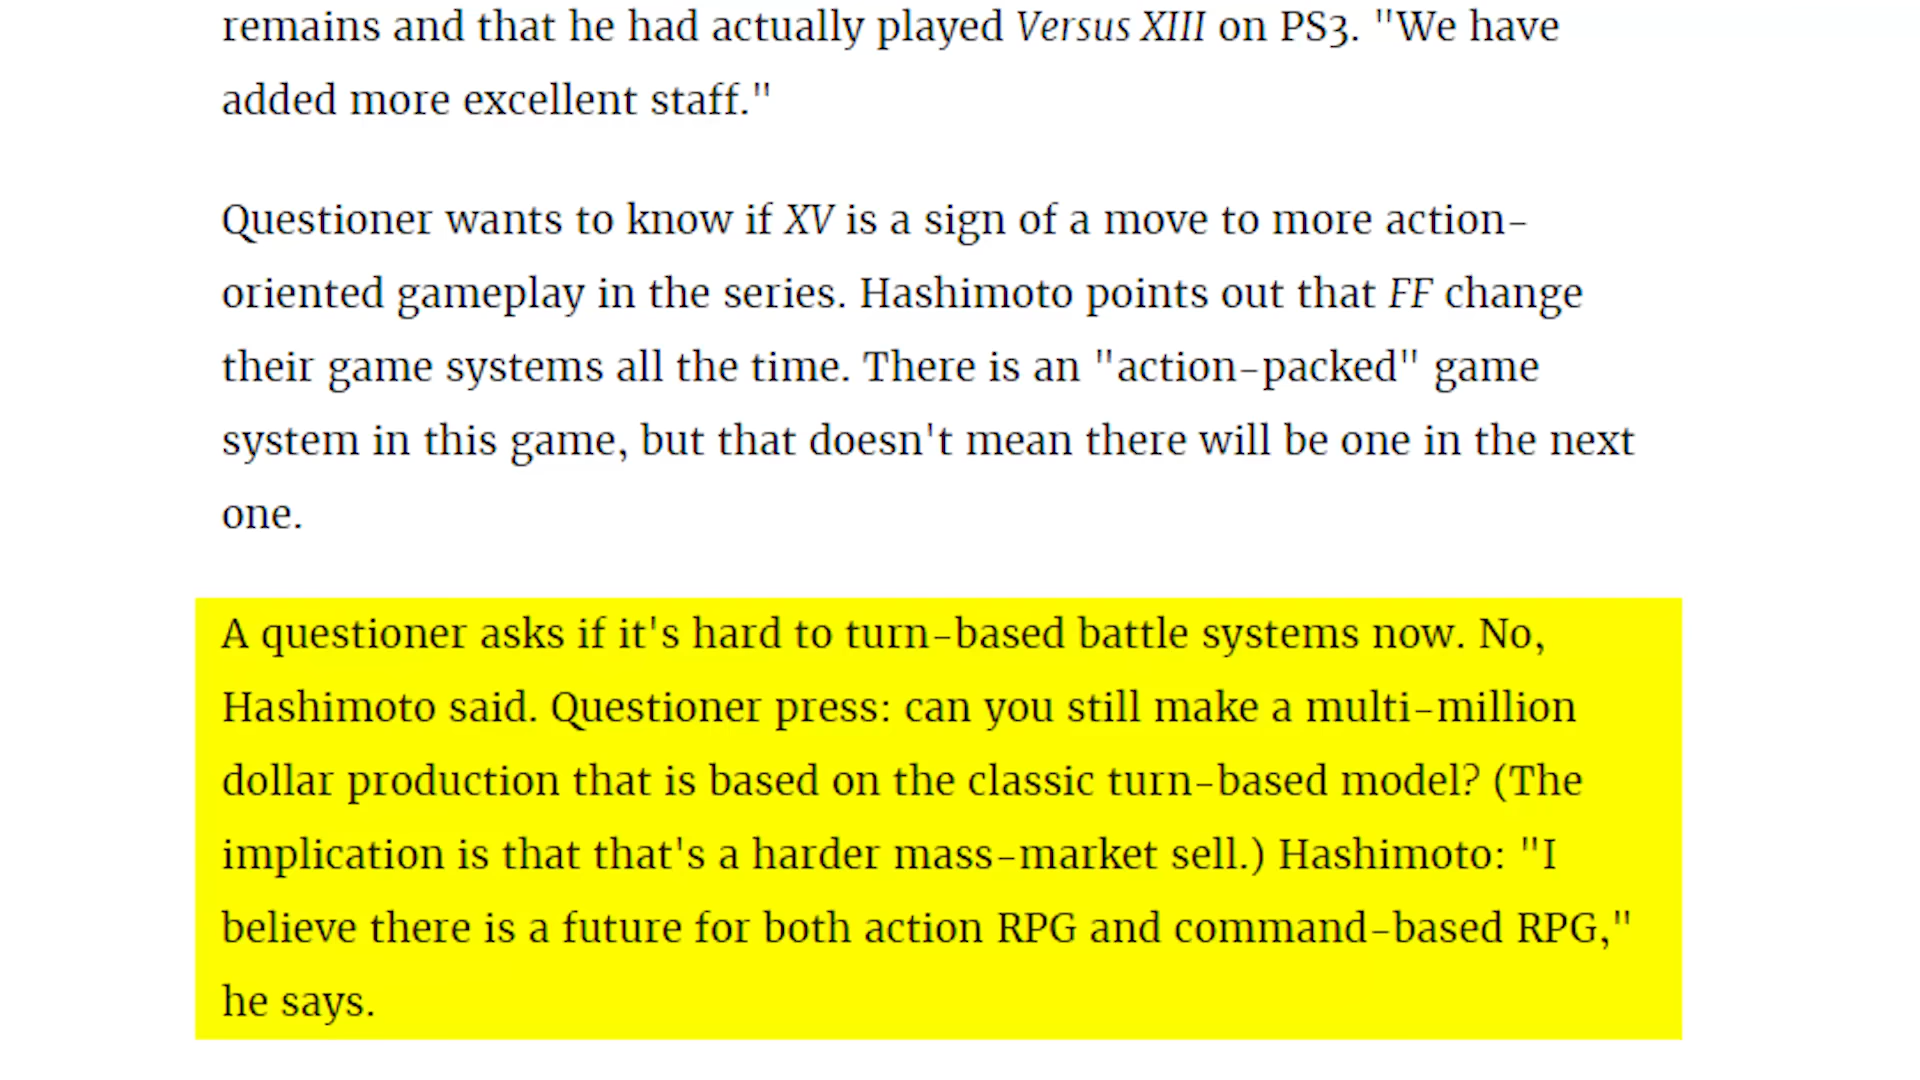 remains and that he had actually played Versus XIII on PS3. "We have
added more excellent staff."
Questioner wants to know if XV is a sign of a move to more action-
oriented gameplay in the series. Hashimoto points out that FF change
their game systems all the time. There is an "action-packed" game
system in this game, but that doesn't mean there will be one in the next
one.
A questioner asks if it's hard to turn-based battle systems now. No,
Hashimoto said. Questioner press: can you still make a multi-million
dollar production that is based on the classic turn-based model? (The
implication is that that's a harder mass-market sell.) Hashimoto: "I
believe there is a future for both action RPG and command-based RPG,"
he says.